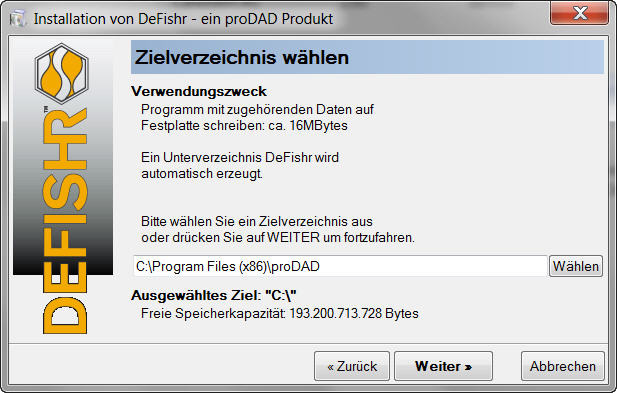 Installation von DeFishr - ein proDAD Produkt
DEFISHR™
Zielverzeichnis wählen
Verwendungszweck
Programm mit zugehörenden Daten auf
Festplatte schreiben: ca. 16MBytes
Ein Unterverzeichnis DeFishr wird
automatisch erzeugt.
Bitte wählen Sie ein Zielverzeichnis aus
oder drücken Sie auf WEITER um fortzufahren.
C:\Program Files (x86)\proDAD
Wählen
Ausgewähltes Ziel: "C:\"
Freie Speicherkapazität: 193.200.713.728 Bytes
« Zurück
Weiter »
Abbrechen